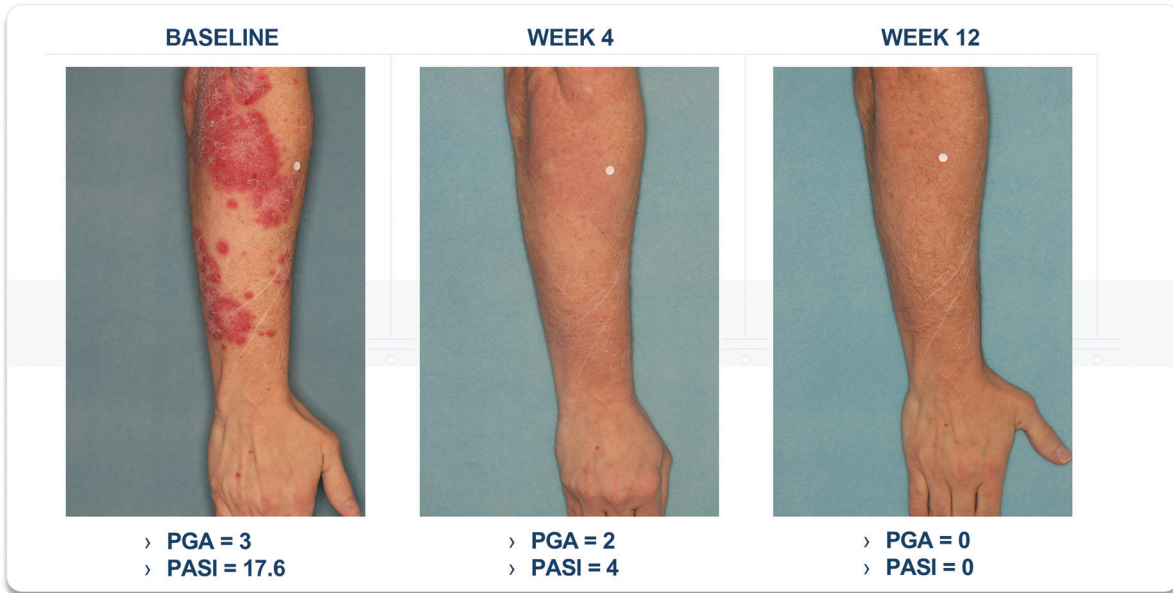 BASELINE
WEEK 4
WEEK 12
› PGA = 3
› PASI = 17.6
› PGA = 2
› PASI = 4
› PGA = 0
› PASI = 0